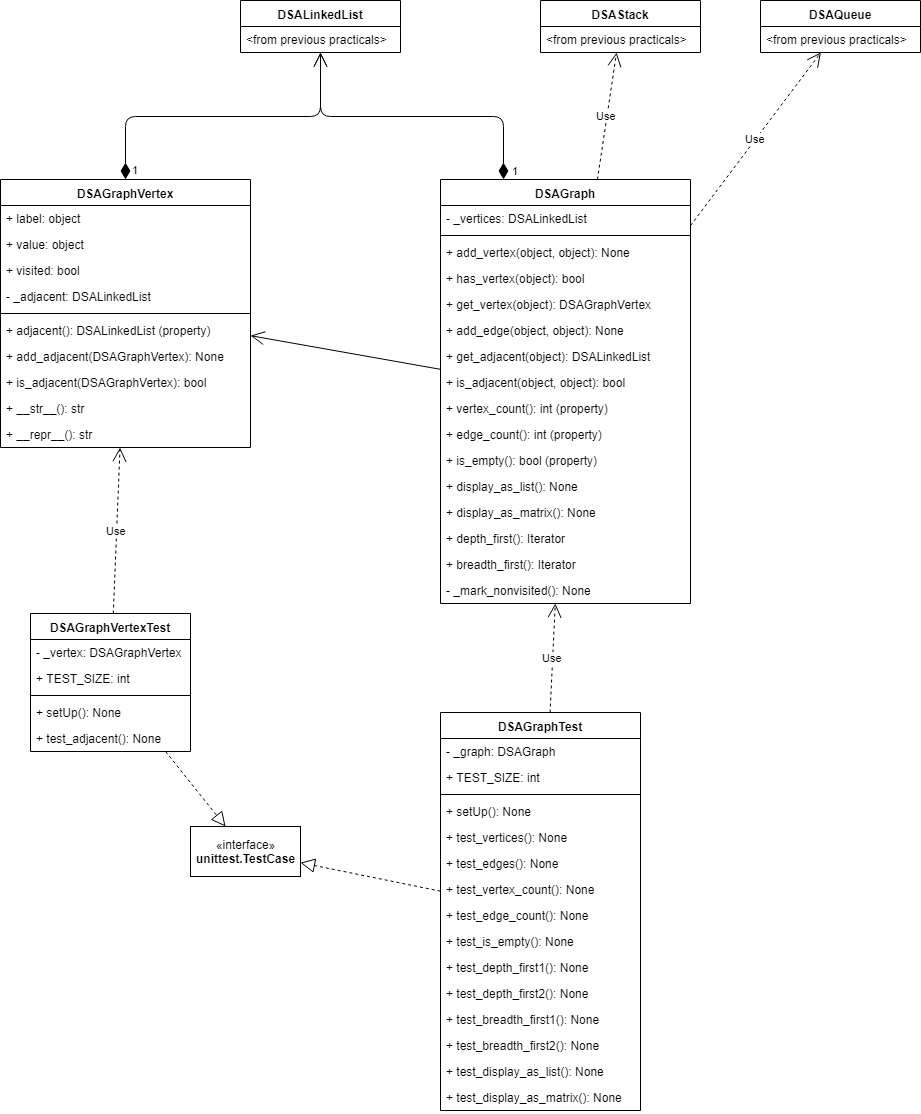 DSALinkedList
<from previous practicals>
DSAStack
<from previous practicals>
DSAQueue
<from previous practicals>
Use
Use
1
1
DSAGraphVertex
+ label: object
+ value: object
+ visited: bool
- _adjacent: DSALinkedList
+ adjacent(): DSALinkedList (property)
+ add_adjacent(DSAGraphVertex): None
+ is_adjacent(DSAGraphVertex): bool
+ __str__(): str
+ __repr__(): str
DSAGraph
- _vertices: DSALinkedList
+ add_vertex(object, object): None
+ has_vertex(object): bool
+ get_vertex(object): DSAGraphVertex
+ add_edge(object, object): None
+ get_adjacent(object): DSALinkedList
+ is_adjacent(object, object): bool
+ vertex_count(): int (property)
+ edge_count(): int (property)
+ is_empty(): bool (property)
+ display_as_list(): None
+ display_as_matrix(): None
+ depth_first(): Iterator
+ breadth_first(): Iterator
- _mark_nonvisited(): None
Use
Use
DSAGraphVertexTest
- _vertex: DSAGraphVertex
+ TEST_SIZE: int
+ setUp(): None
+ test_adjacent(): None
«interface»
unittest.TestCase
DSAGraphTest
- _graph: DSAGraph
+ TEST_SIZE: int
+ setUp(): None
+ test_vertices(): None
+ test_edges(): None
+ test_vertex_count(): None
+ test_edge_count(): None
+ test_is_empty(): None
+ test_depth_first1(): None
+ test_depth_first2(): None
+ test_breadth_first1(): None
+ test_breadth_first2(): None
+ test_display_as_list(): None
+ test_display_as_matrix(): None